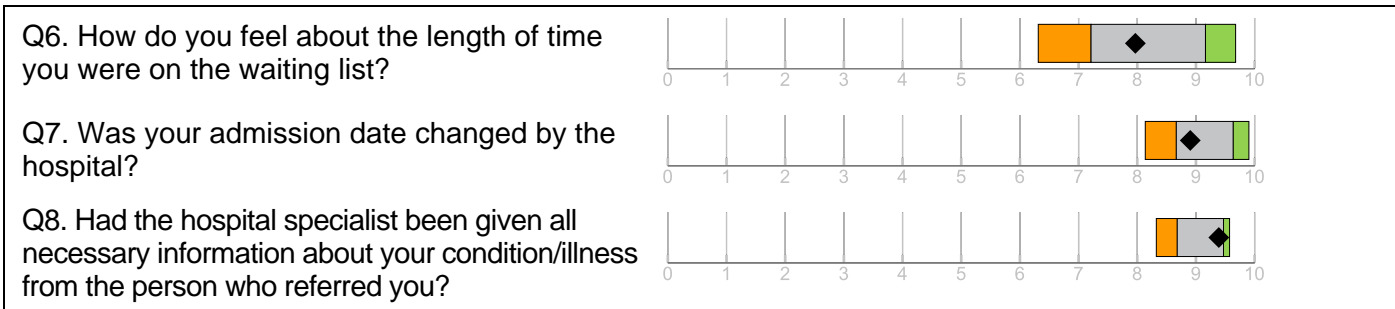 Q6. How do you feel about the length of time
you were on the waiting list?
0 1 2 3 4 5 6 7 8 9 10
Q7. Was your admission date changed by the
hospital?
0 1 2 3 4 5 6 7 8 9 10
Q8. Had the hospital specialist been given all
necessary information about your condition/illness
from the person who referred you?
0 1 2 3 4 5 6 7 8 9 10